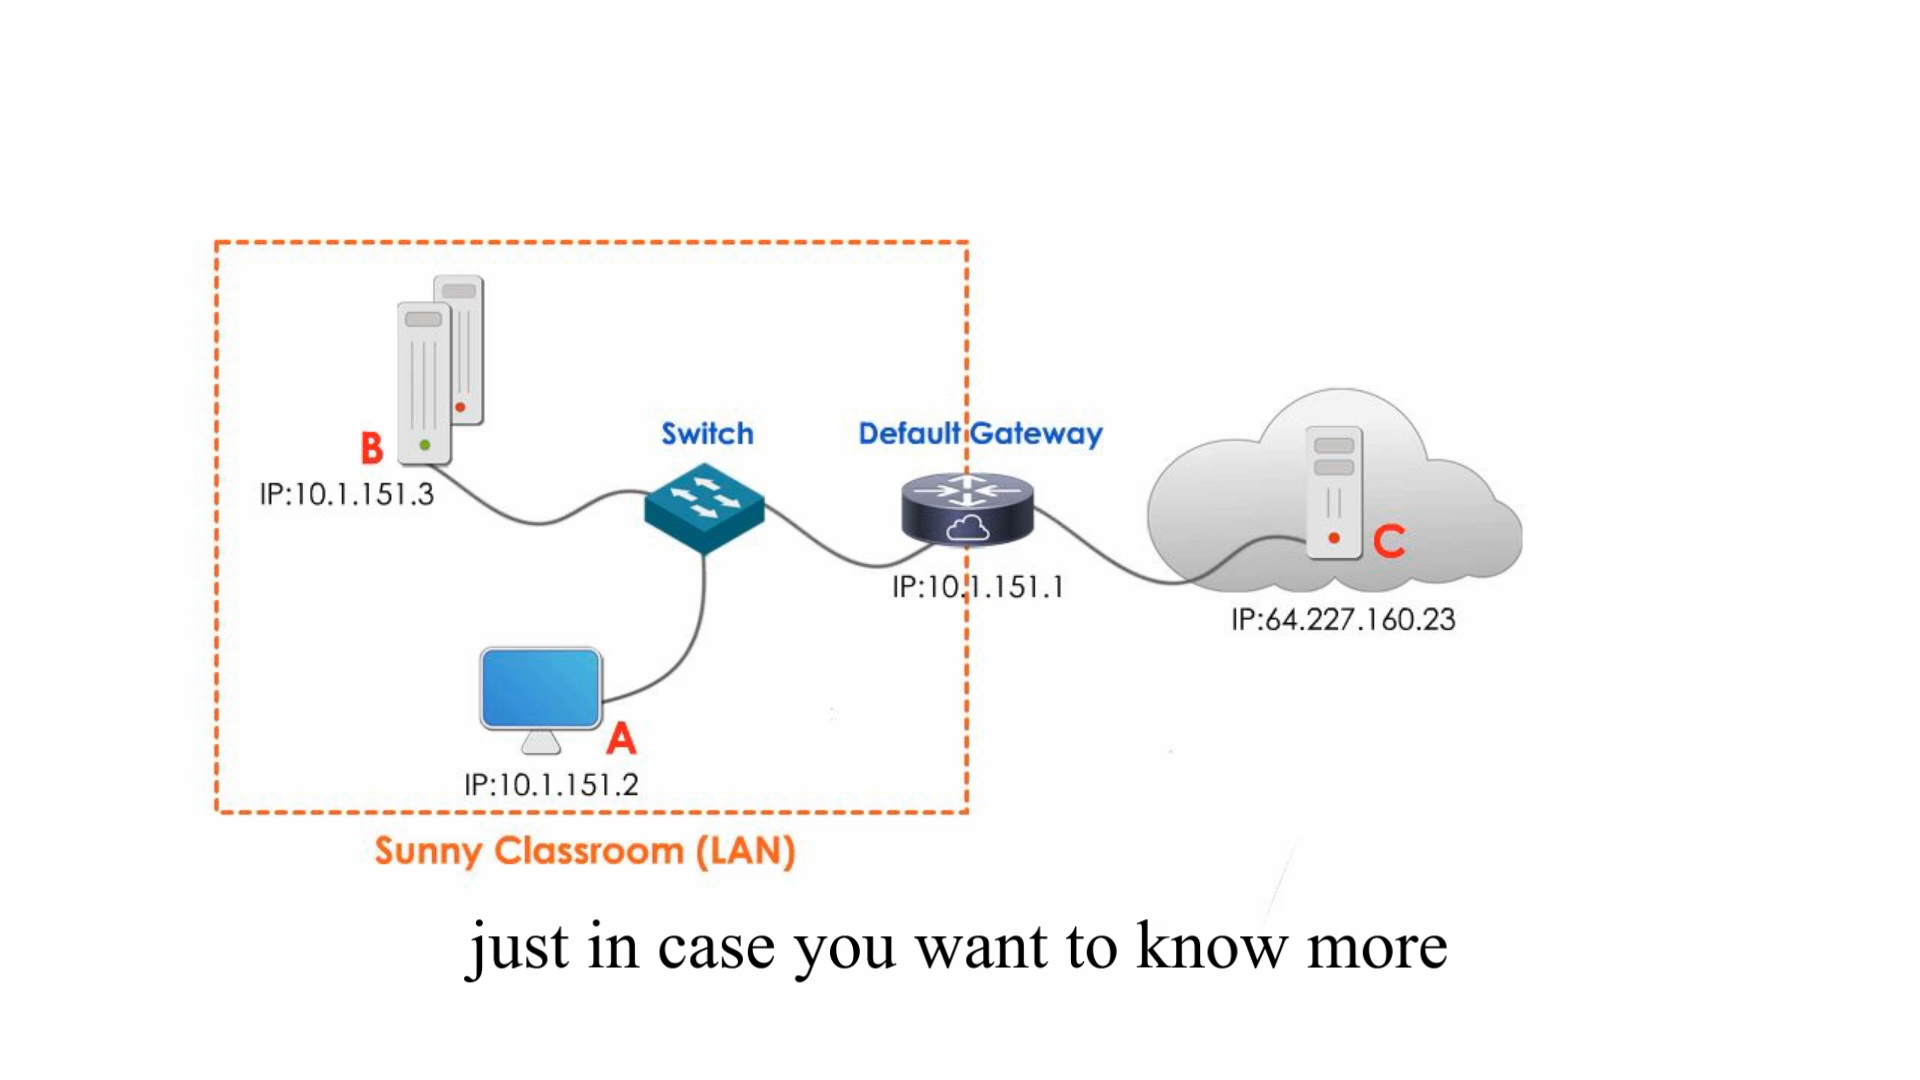 B
IP:10.1.151.3
Switch
Default Gateway
IP:10.1.151.1
C
IP:64.227.160.23
A
IP:10.1.151.2
Sunny Classroom (LAN)
just in case you want to know more